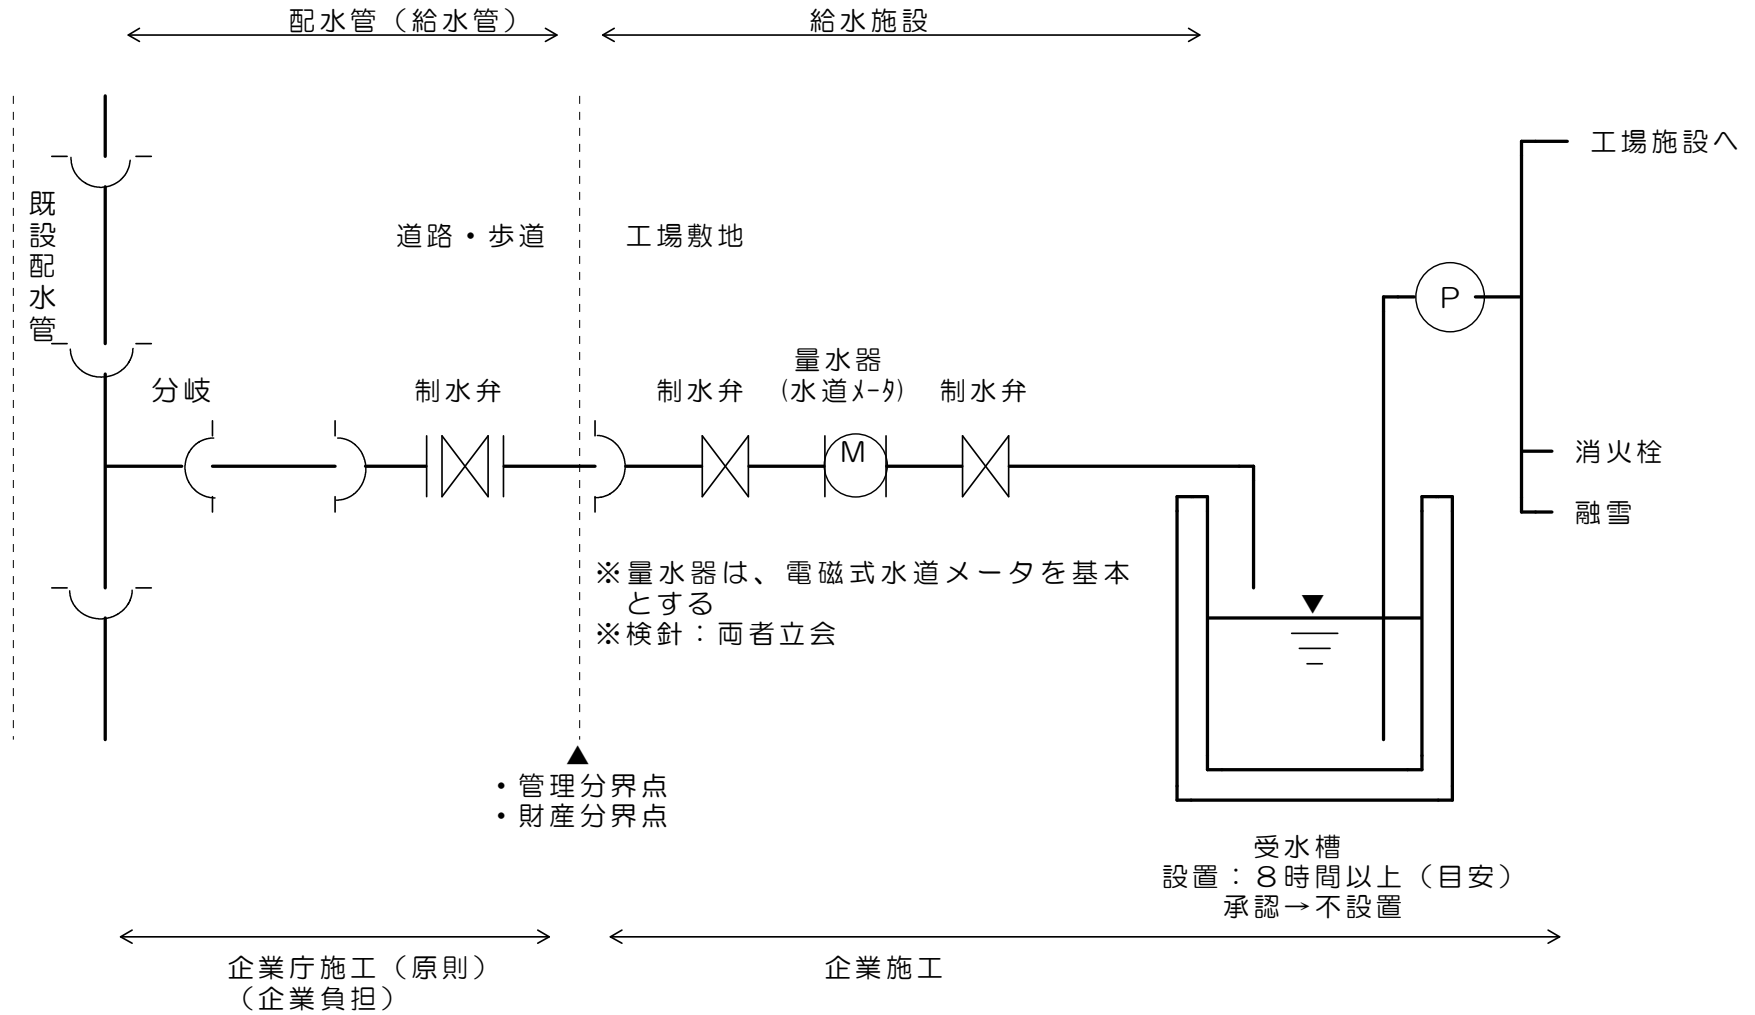 配水管（給水管）
給水施設
既設配水管
道路・歩道
工場敷地
工場施設へ
P
分岐
制水弁
制水弁
量水器
(水道ﾒｰﾀ)
制水弁
M
消火栓
融雪
※量水器は、電磁式水道メータを基本
とする
※検針：両者立会
・管理分界点
・財産分界点
受水槽
設置：８時間以上（目安）
承認→不設置
企業庁施工（原則）
（企業負担）
企業施工